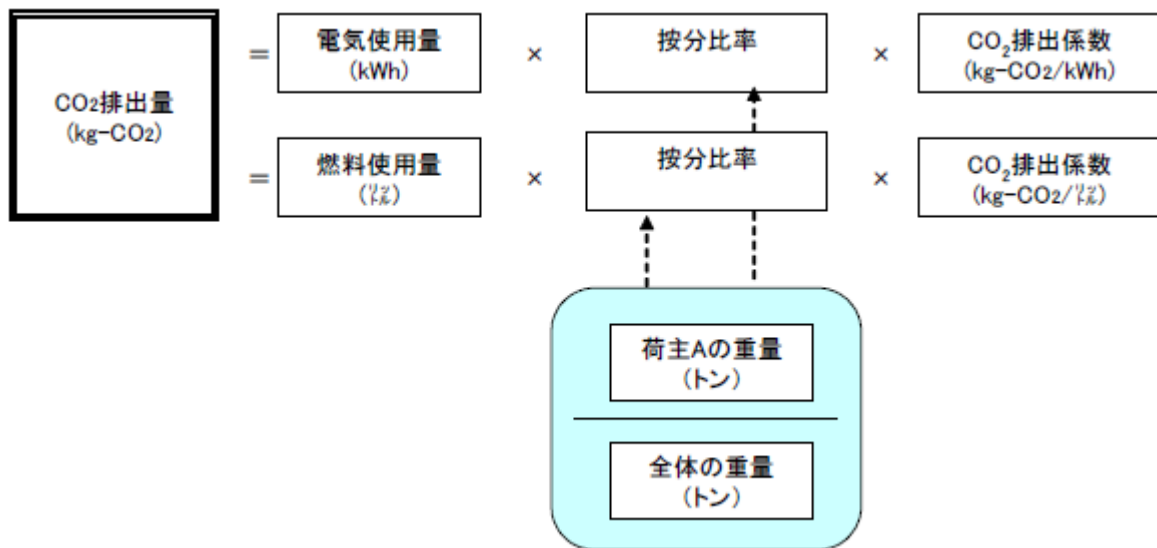 電気使用量
(kWh)
按分比率
CO2排出係数
(kg-CO2/kWh)
=
×
×
CO2排出量
(kg-CO2)
燃料使用量
(㍑)
按分比率
CO2排出係数
(kg-CO2/㍑)
=
×
×
荷主Aの重量
(トン)
全体の重量
(トン)